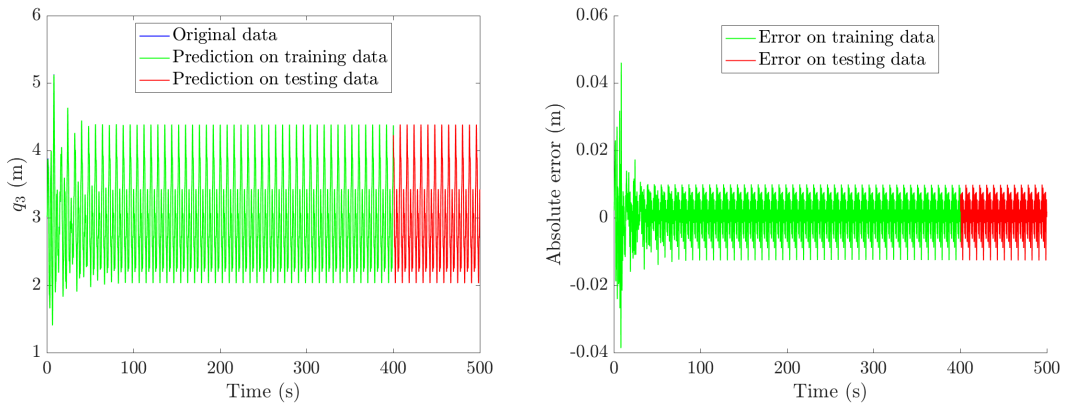 6
5
4
3
2
1
q3 (m)
Original data
Prediction on training data
Prediction on testing data
0 100 200 300 400 500
Time (s)
0.06
0.04
0.02
0
-0.02
-0.04
Absolute error (m)
Error on training data
Error on testing data
0 100 200 300 400 500
Time (s)